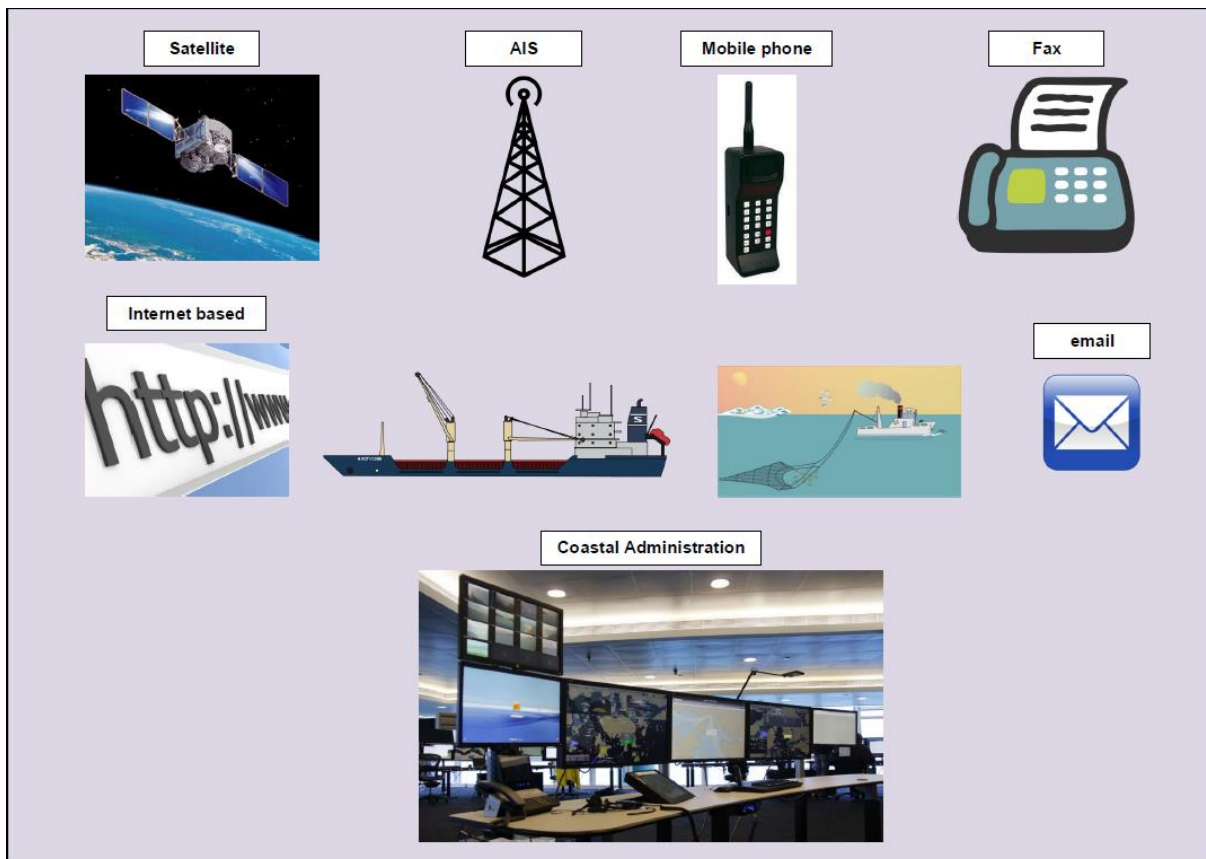 Satellite
AIS
Mobile phone
Fax
Internet based
email
http://www.
S
Coastal Administration